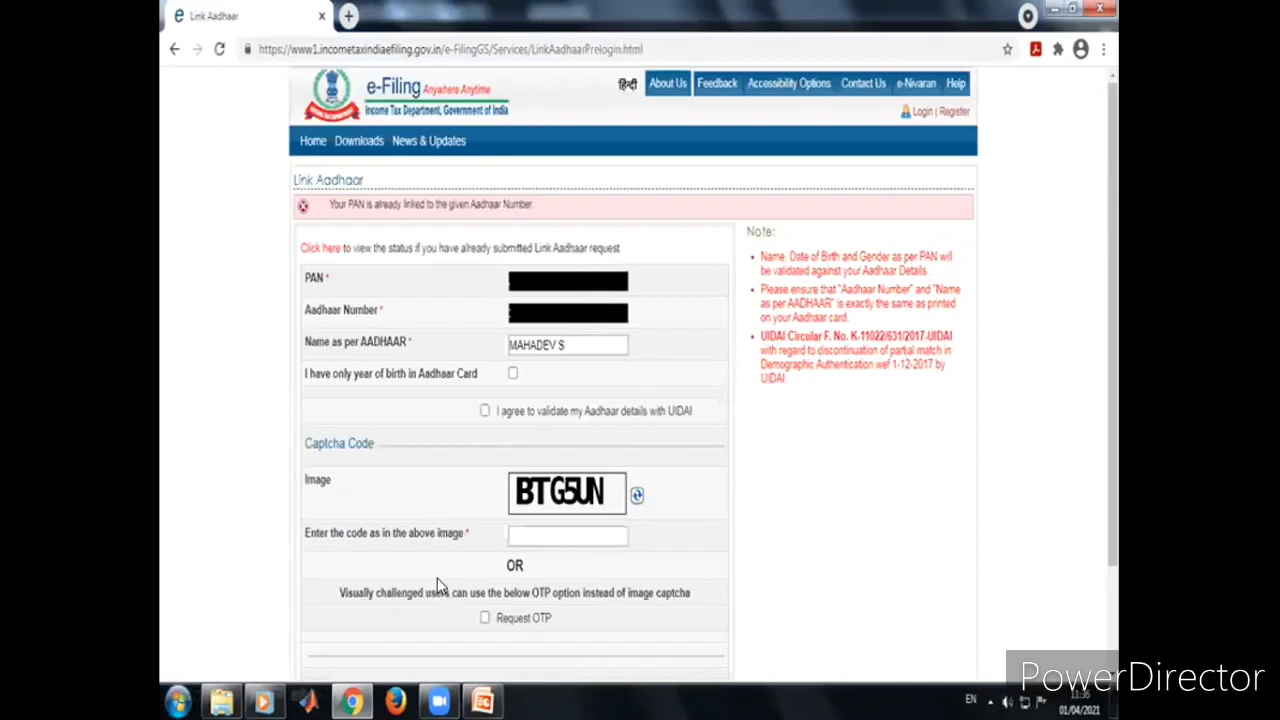 Link Aadhaar
https://www1.incometaxindiaefiling.gov.in/e-FilingGS/Services/LinkAadhaarPrelogin.html
e-Filing Anywhere Anytime
Income Tax Department, Government of India
हिन्दी About Us Feedback Accessibility Options Contact Us e-Nivaran Help
Login | Register
Home Downloads News & Updates
Link Aadhaar
Your PAN is already linked to the given Aadhaar Number.
Click here to view the status if you have already submitted Link Aadhaar request.
PAN *
Aadhaar Number *
Name as per AADHAAR * MAHADEV S
I have only year of birth in Aadhaar Card
I agree to validate my Aadhaar details with UIDAI
Captcha Code
Image BTG5UN
Enter the code as in the above image *
OR
Visually challenged users can use the below OTP option instead of image captcha
Request OTP
Note:
• Name, Date of Birth and Gender as per PAN will
be validated against your Aadhaar Details.
• Please ensure that "Aadhaar Number" and "Name
as per AADHAAR" is exactly the same as printed
on your Aadhaar card.
• UIDAI Circular F. No. K-11022/631/2017-UIDAI
with regard to discontinuation of partial match in
Demographic Authentication wef 1-12-2017 by
UIDAI
PowerDirector
EN
01/04/2021